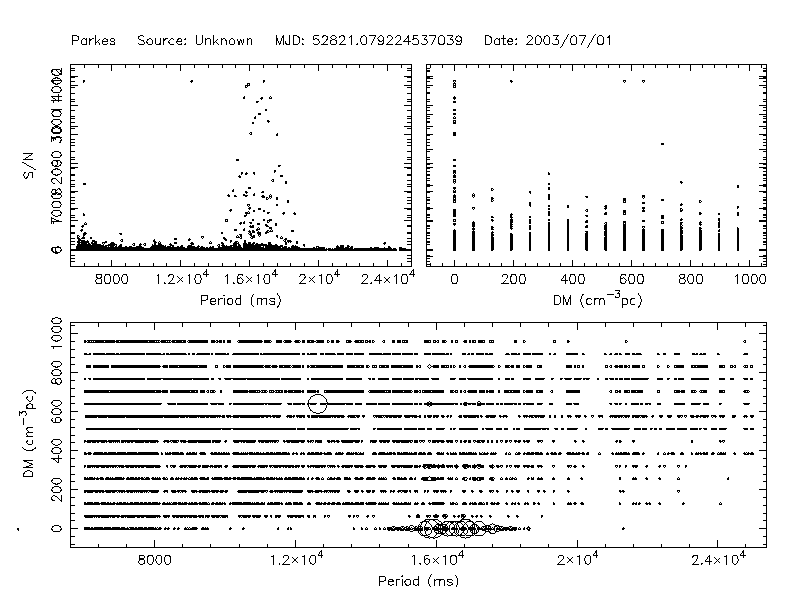 Parkes Source: Unknown MJD: 52821.079224537039 Date: 2003/07/01
S/N
8000 1.2×10⁴ 1.6×10⁴ 2×10⁴ 2.4×10⁴
Period (ms)
0 200 400 600 800 1000
DM (cm⁻³pc)
0 200 400 600 800 1000
DM (cm⁻³pc)
8000 1.2×10⁴ 1.6×10⁴ 2×10⁴ 2.4×10⁴
Period (ms)